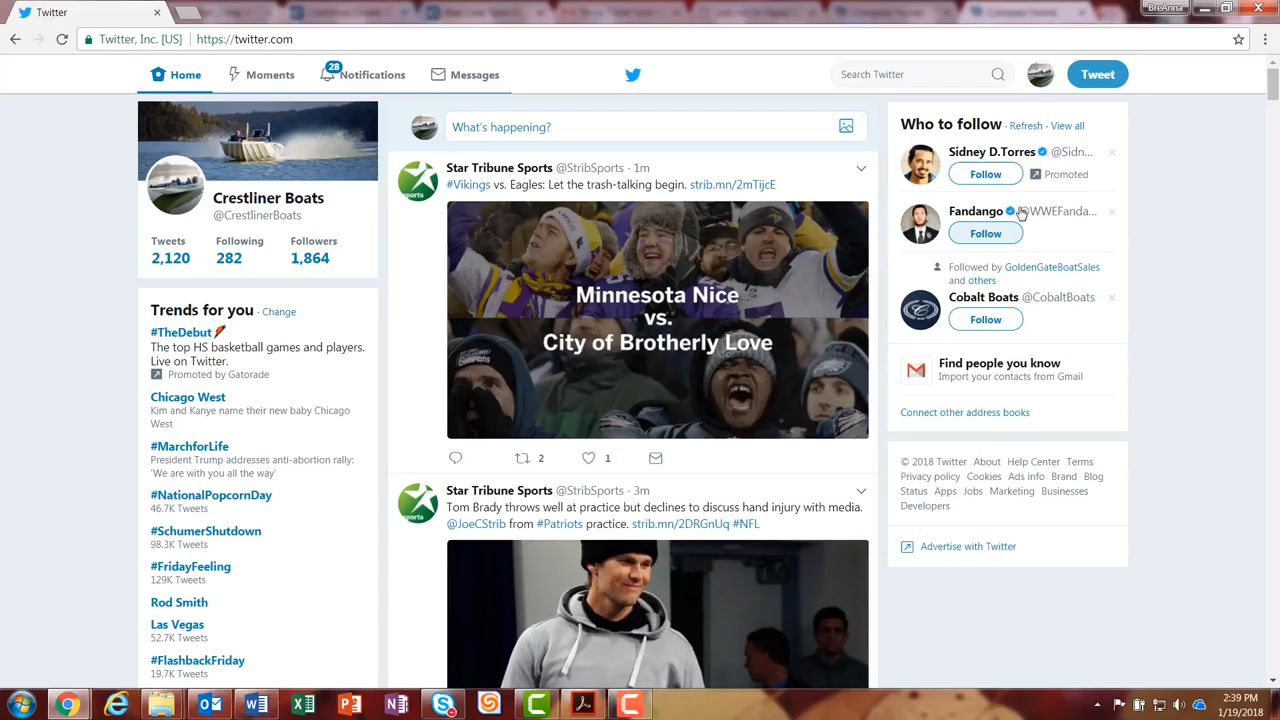 Twitter
BreAnna
Twitter, Inc. [US] https://twitter.com
Home
Moments
28
Notifications
Messages
Search Twitter
Tweet
Crestliner Boats
@CrestlinerBoats
Tweets Following Followers
2,120 282 1,864
Trends for you · Change
#TheDebut
The top HS basketball games and players.
Live on Twitter.
Promoted by Gatorade
Chicago West
Kim and Kanye name their new baby Chicago
West
#MarchforLife
President Trump addresses anti-abortion rally:
'We are with you all the way'
#NationalPopcornDay
46.7K Tweets
#SchumerShutdown
98.3K Tweets
#FridayFeeling
129K Tweets
Rod Smith
Las Vegas
52.7K Tweets
#FlashbackFriday
19.7K Tweets
What's happening?
Star Tribune Sports @StribSports · 1m
#Vikings vs. Eagles: Let the trash-talking begin. strib.mn/2mTijcE
Minnesota Nice
vs.
City of Brotherly Love
2 1
Star Tribune Sports @StribSports · 3m
Tom Brady throws well at practice but declines to discuss hand injury with media.
@JoeCStrib from #Patriots practice. strib.mn/2DRGnUq #NFL
Who to follow · Refresh · View all
Sidney D.Torres @Sidn...
Follow
Promoted
Fandango @WWEFanda...
Follow
Followed by GoldenGateBoatSales
and others
Cobalt Boats @CobaltBoats
Follow
Find people you know
Import your contacts from Gmail
Connect other address books
© 2018 Twitter About Help Center Terms
Privacy policy Cookies Ads info Brand Blog
Status Apps Jobs Marketing Businesses
Developers
Advertise with Twitter
2:39 PM
1/19/2018